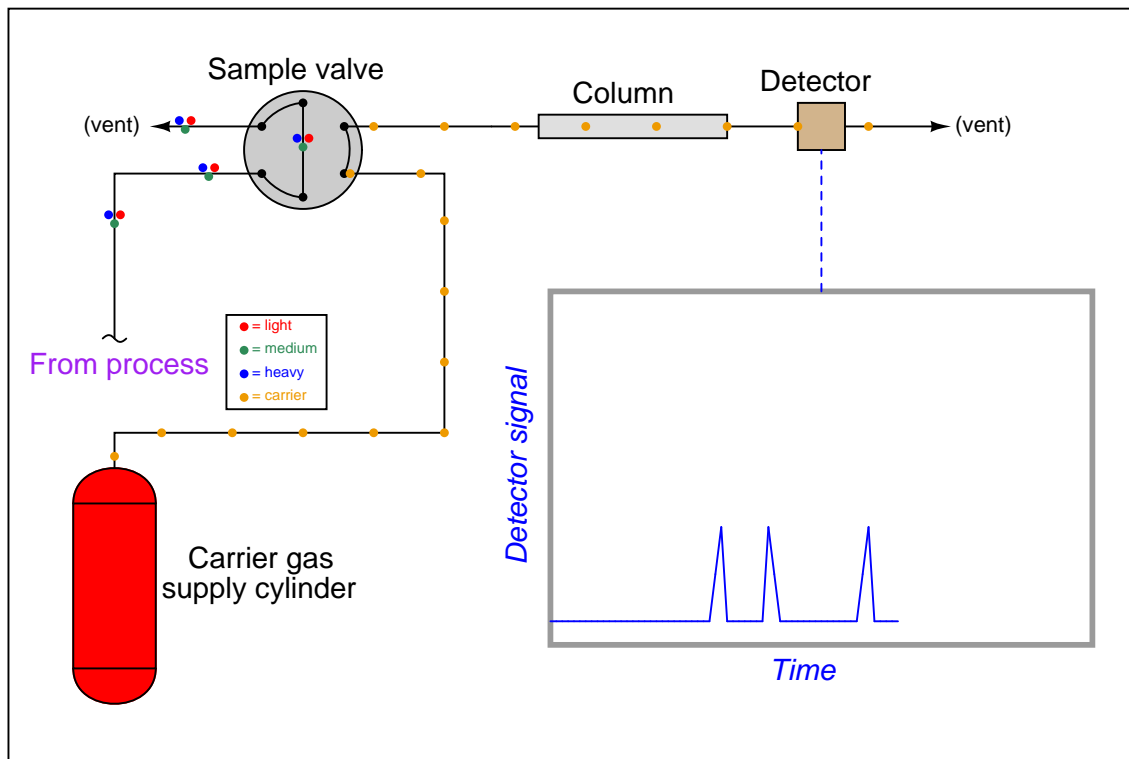 Sample valve
Column
Detector
(vent)
(vent)
From process
= light
= medium
= heavy
= carrier
Detector signal
Carrier gas
supply cylinder
Time